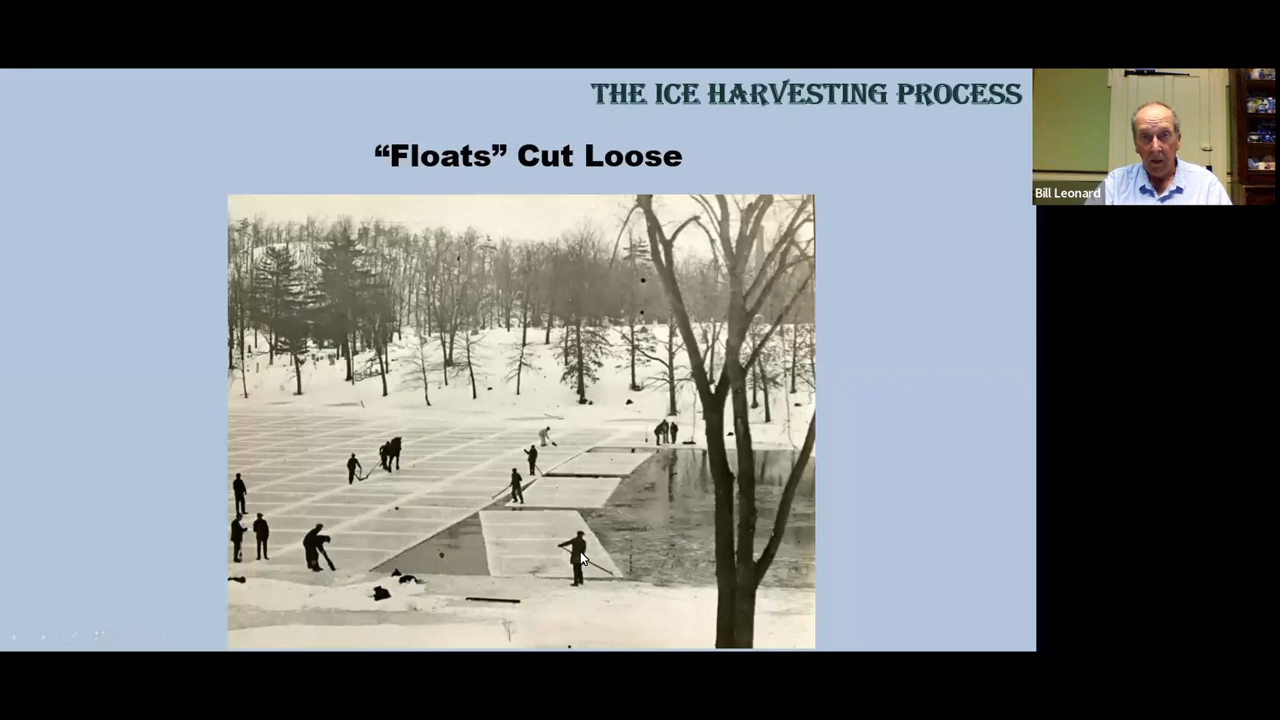 THE ICE HARVESTING PROCESS
“Floats” Cut Loose
Bill Leonard